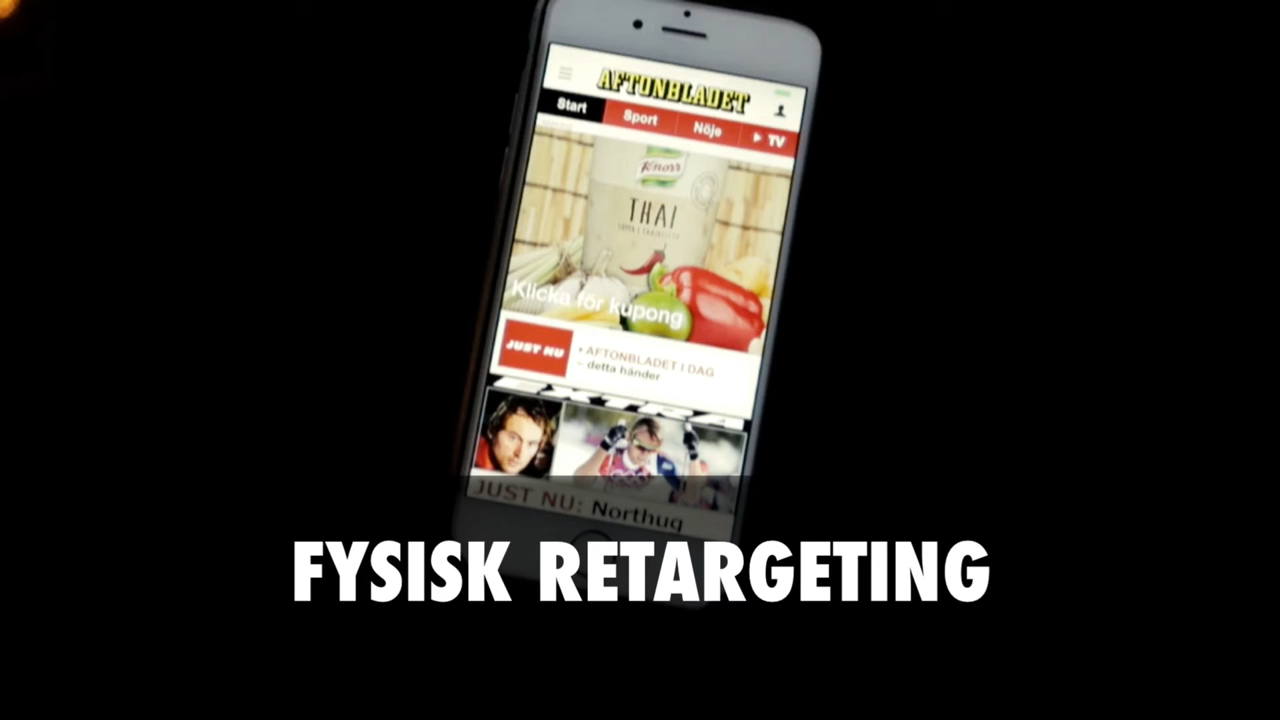 AFTONBLADET
Start Sport Nöje TV
Knorr
THAI
Klicka för kupong
JUST NU
• AFTONBLADET I DAG
– detta händer
EXTRA
JUST NU: Northug
FYSISK RETARGETING